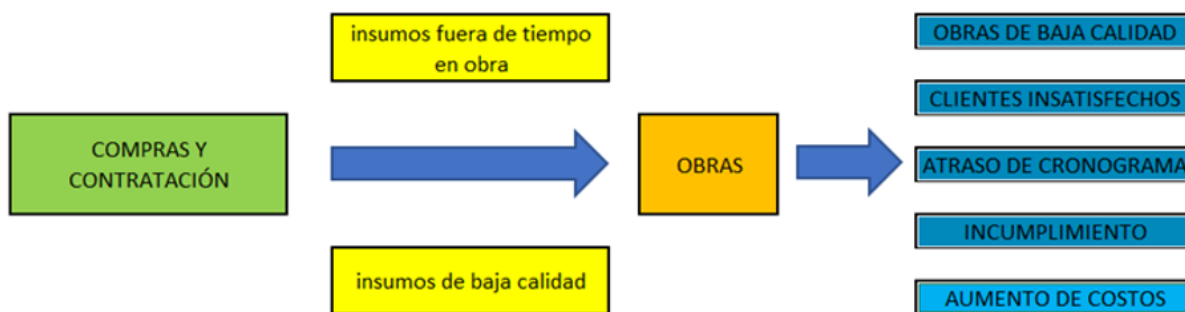 COMPRAS Y
CONTRATACIÓN
insumos fuera de tiempo
en obra
insumos de baja calidad
OBRAS
OBRAS DE BAJA CALIDAD
CLIENTES INSATISFECHOS
ATRASO DE CRONOGRAMA
INCUMPLIMIENTO
AUMENTO DE COSTOS